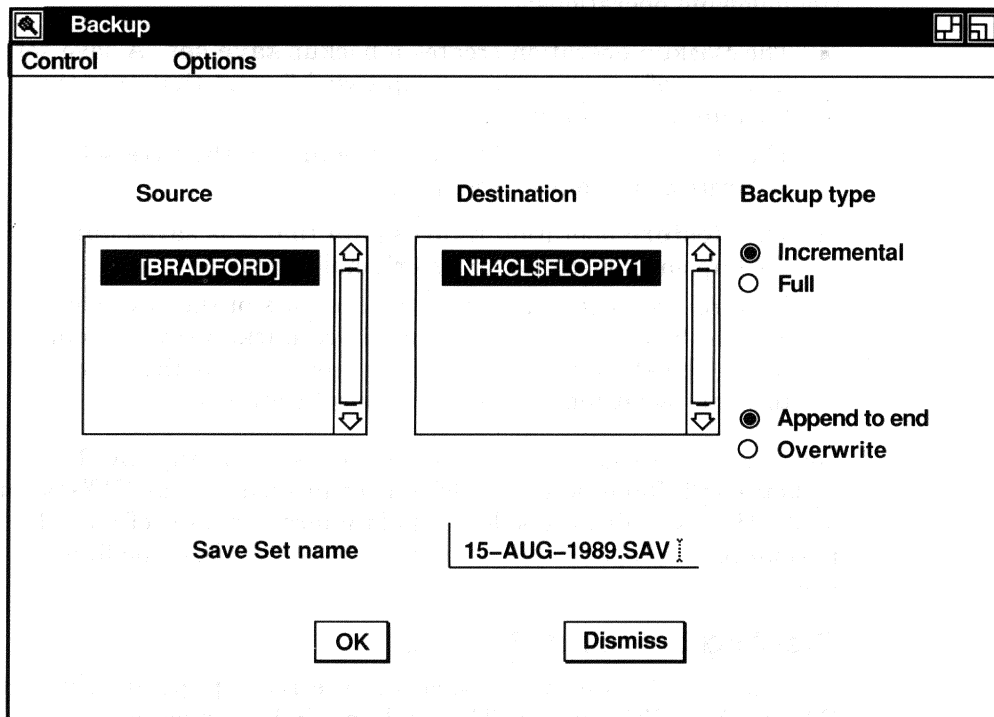 Backup
Control Options
Source Destination Backup type
[BRADFORD] NH4CL$FLOPPY1
Incremental
Full
Append to end
Overwrite
Save Set name 15–AUG–1989.SAV
OK Dismiss